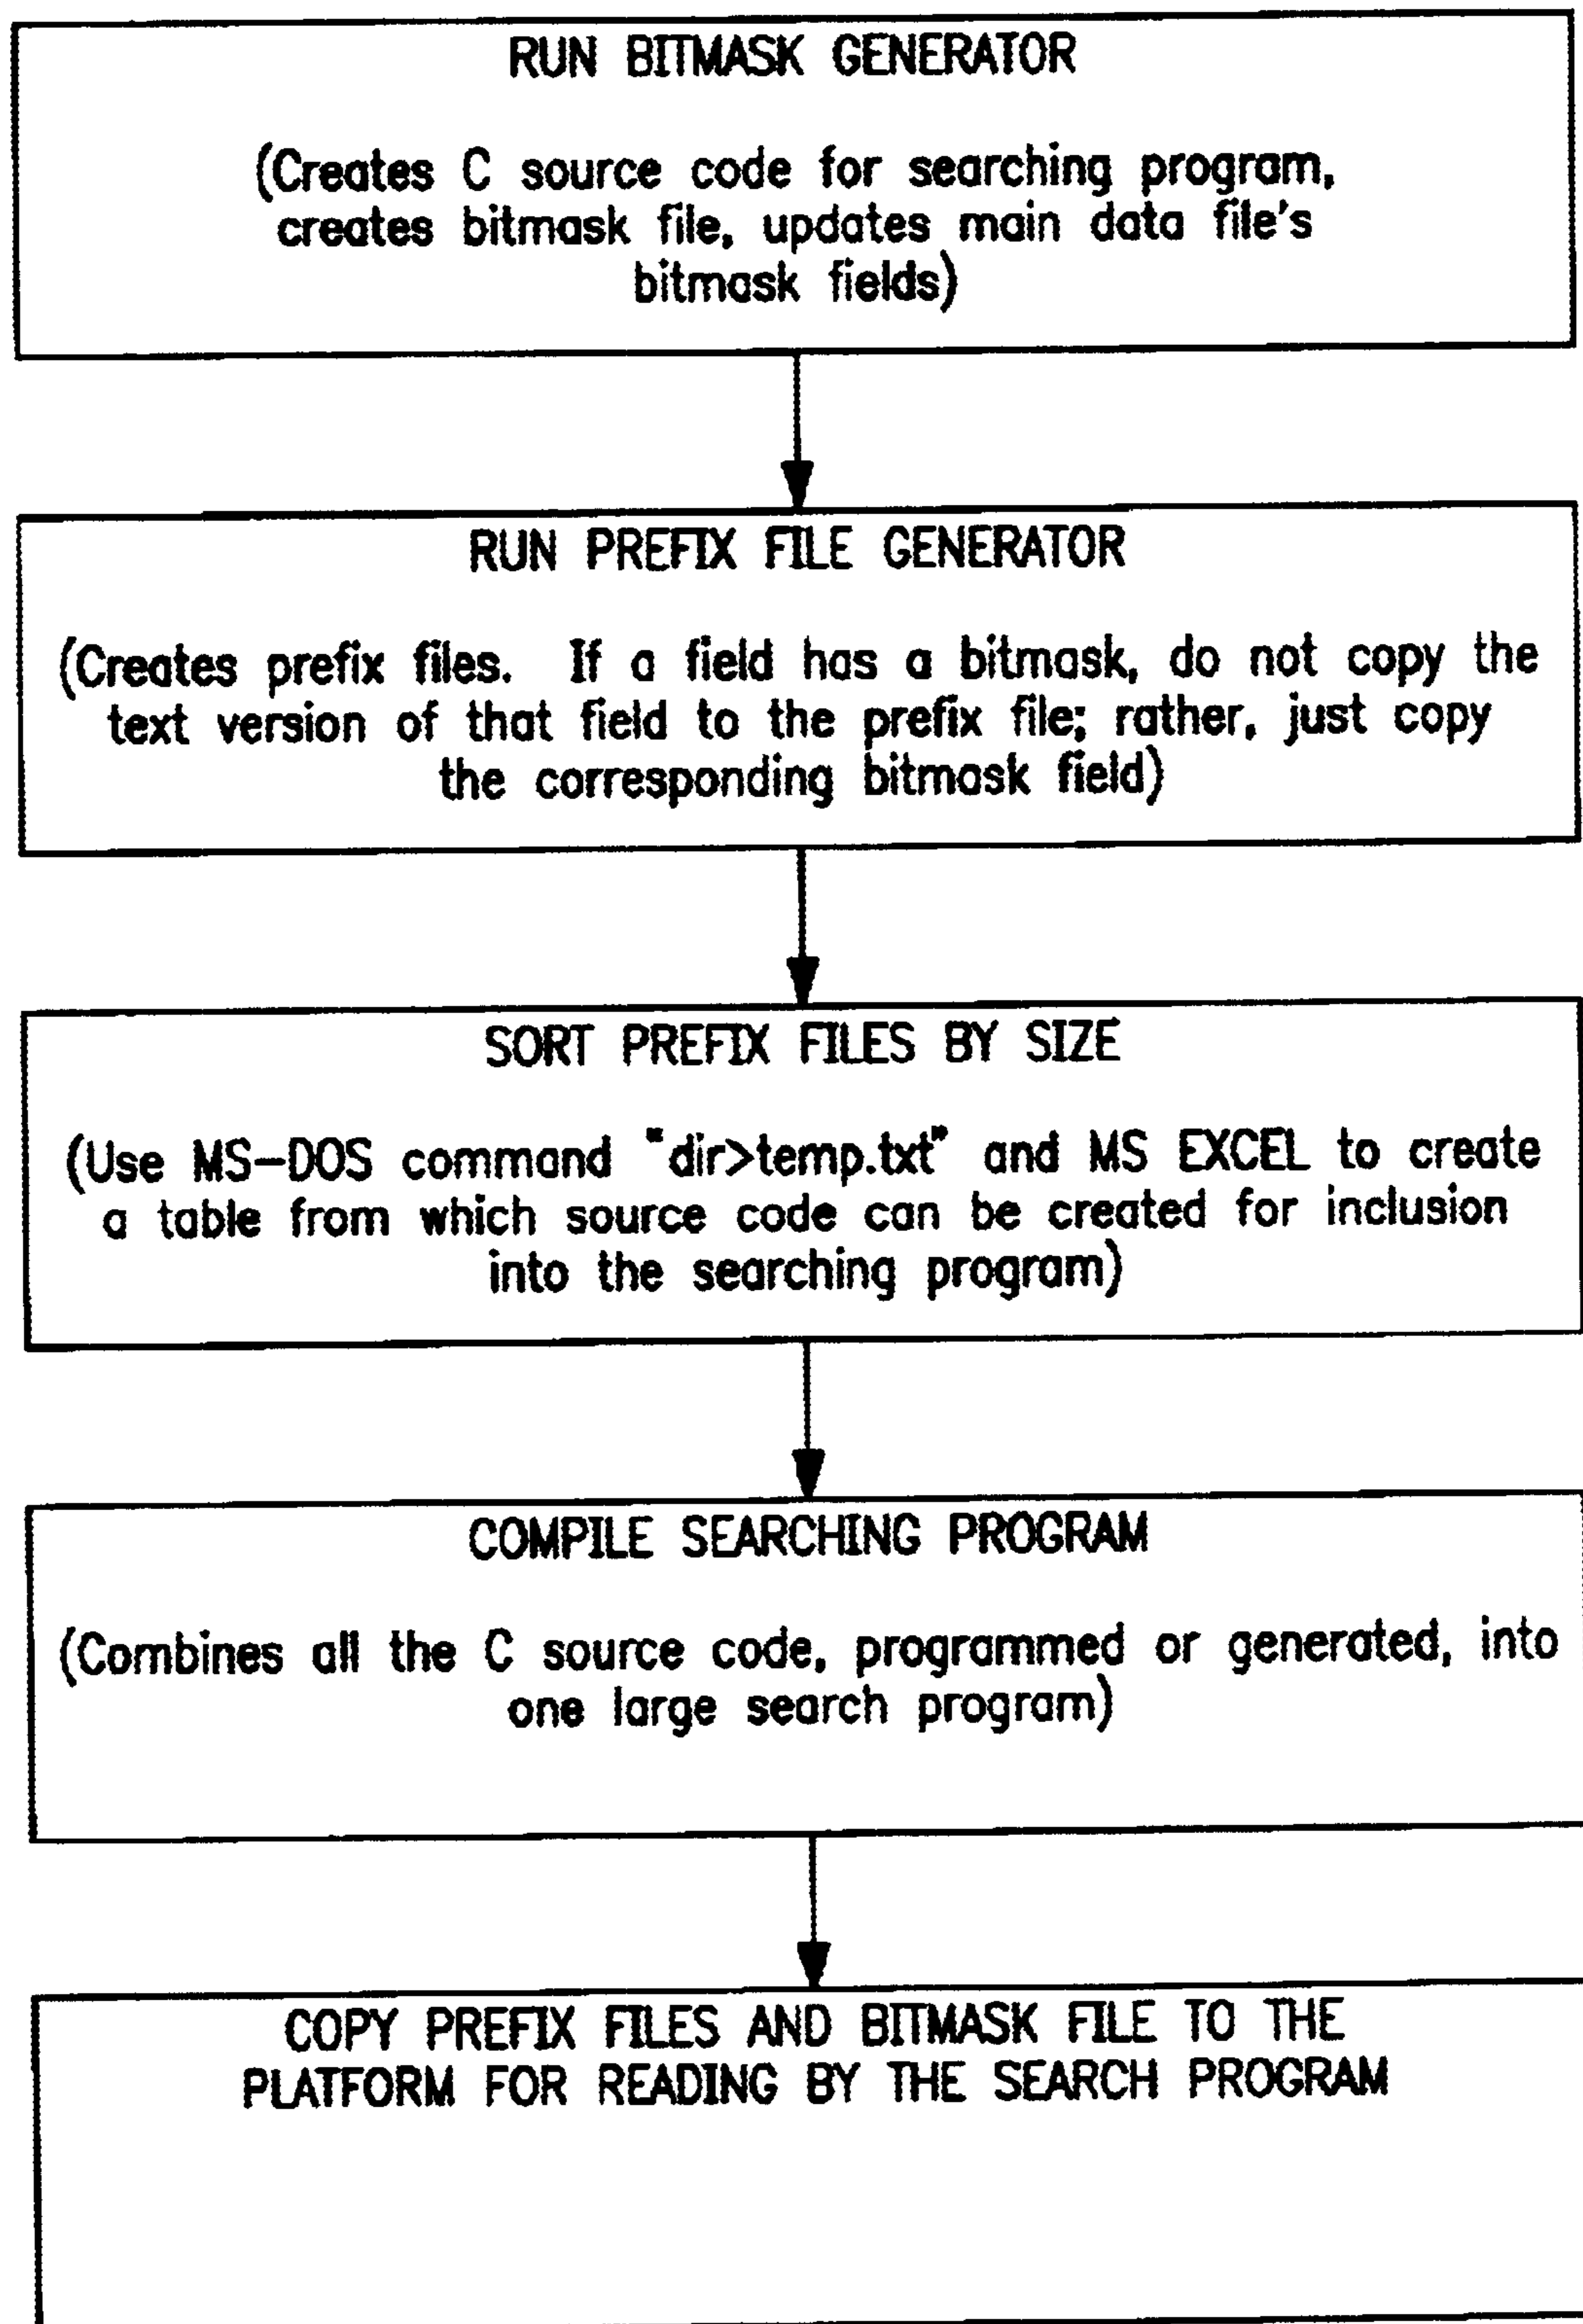 RUN BITMASK GENERATOR
(Creates C source code for searching program,
creates bitmask file, updates main data file's
bitmask fields)
RUN PREFIX FILE GENERATOR
(Creates prefix files. If a field has a bitmask, do not copy the
text version of that field to the prefix file; rather, just copy
the corresponding bitmask field)
SORT PREFIX FILES BY SIZE
(Use MS-DOS command "dir>temp.txt" and MS EXCEL to create
a table from which source code can be created for inclusion
into the searching program)
COMPILE SEARCHING PROGRAM
(Combines all the C source code, programmed or generated, into
one large search program)
COPY PREFIX FILES AND BITMASK FILE TO THE
PLATFORM FOR READING BY THE SEARCH PROGRAM